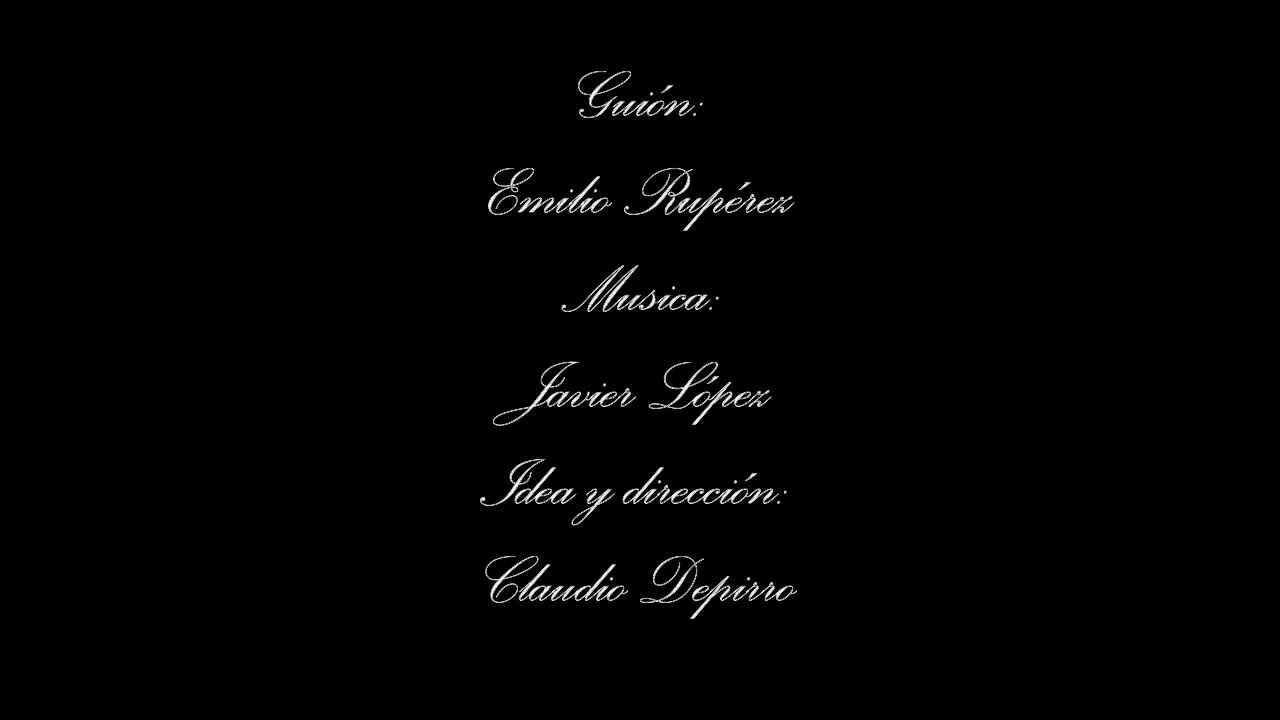 Guión:
Emilio Rupérez
Musica:
Javier López
Idea y dirección:
Claudio Depirro